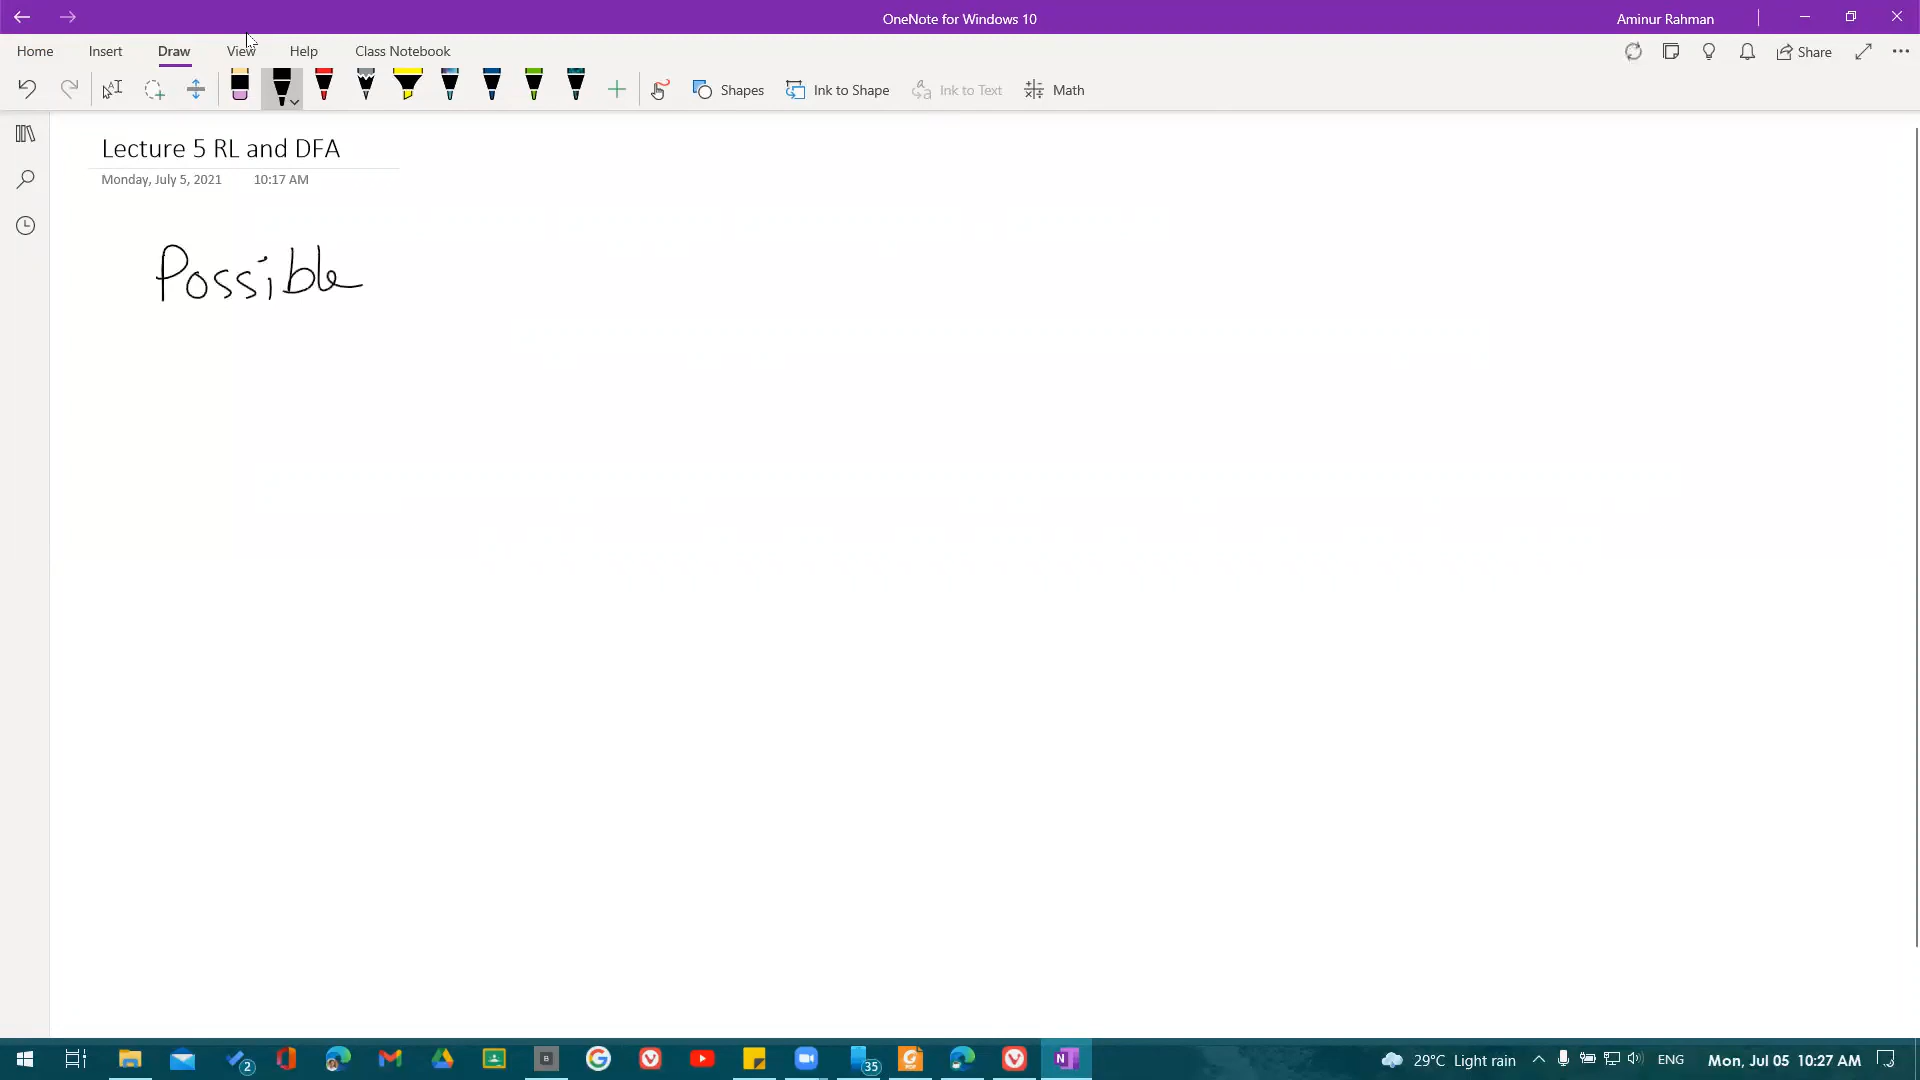 OneNote for Windows 10
Aminur Rahman
Home Insert Draw View Help Class Notebook
Share
Shapes Ink to Shape Ink to Text Math
Lecture 5 RL and DFA
Monday, July 5, 2021 10:17 AM
Possible
2 35 29°C Light rain ENG Mon, Jul 05 10:27 AM